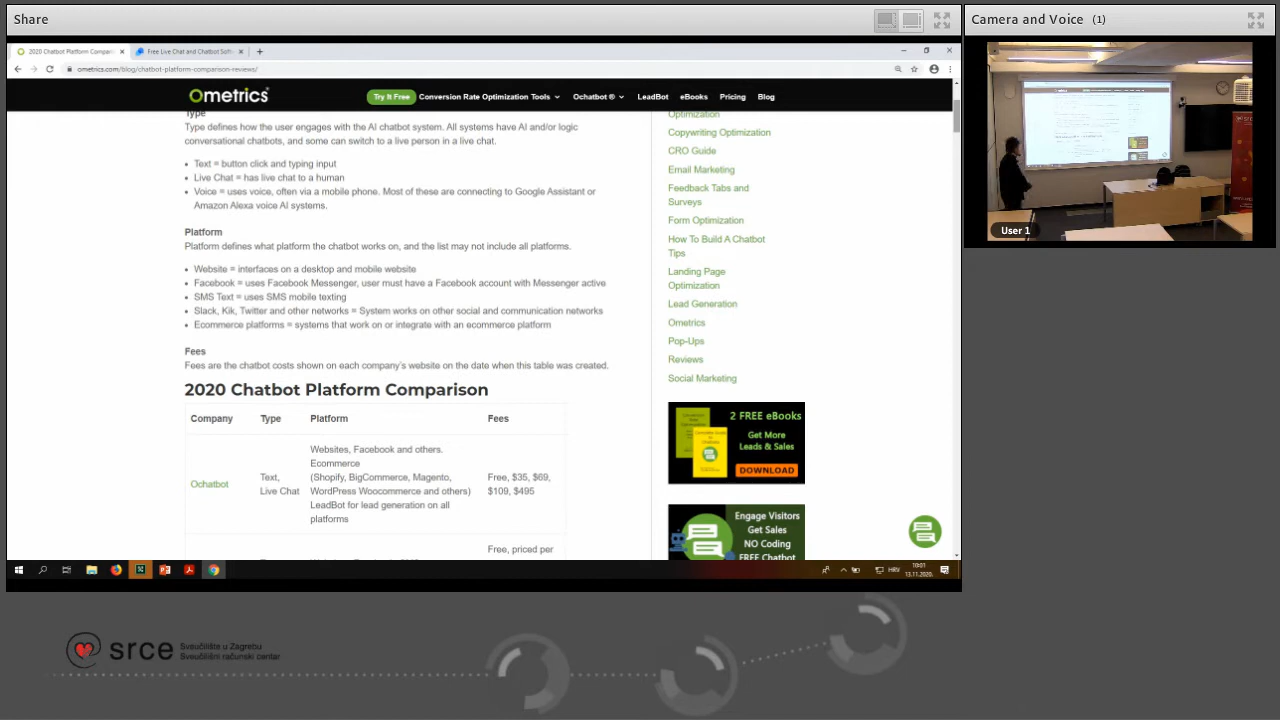 Share
Camera and Voice (1)
2020 Chatbot Platform Compari
Free Live Chat and Chatbot Soft
ometrics.com/blog/chatbot-platform-comparison-reviews/
Ometrics
Try It Free
Conversion Rate Optimization Tools
Ochatbot ®
LeadBot
eBooks
Pricing
Blog
Type
Type defines how the user engages with the AI chatbot system. All systems have AI and/or logic
conversational chatbots, and some can switch to a live person in a live chat.
Text = button click and typing input
Live Chat = has live chat to a human
Voice = uses voice, often via a mobile phone. Most of these are connecting to Google Assistant or
Amazon Alexa voice AI systems.
Platform
Platform defines what platform the chatbot works on, and the list may not include all platforms.
Website = interfaces on a desktop and mobile website
Facebook = uses Facebook Messenger, user must have a Facebook account with Messenger active
SMS Text = uses SMS mobile texting
Slack, Kik, Twitter and other networks = System works on other social and communication networks
Ecommerce platforms = systems that work on or integrate with an ecommerce platform
Fees
Fees are the chatbot costs shown on each company's website on the date when this table was created.
2020 Chatbot Platform Comparison
Company Type Platform Fees
Websites, Facebook and others.
Ecommerce
(Shopify, BigCommerce, Magento,
WordPress Woocommerce and others)
LeadBot for lead generation on all
platforms
Ochatbot
Text,
Live Chat
Free, $35, $69,
$109, $495
Free, priced per
Optimization
Copywriting Optimization
CRO Guide
Email Marketing
Feedback Tabs and
Surveys
Form Optimization
How To Build A Chatbot
Tips
Landing Page
Optimization
Lead Generation
Ometrics
Pop-Ups
Reviews
Social Marketing
2 FREE eBooks
Get More
Leads & Sales
DOWNLOAD
Engage Visitors
Get Sales
NO Coding
FREE Chatbot
User 1
HRV
10:01
13.11.2020.
srce
Sveučilište u Zagrebu
Sveučilišni računski centar